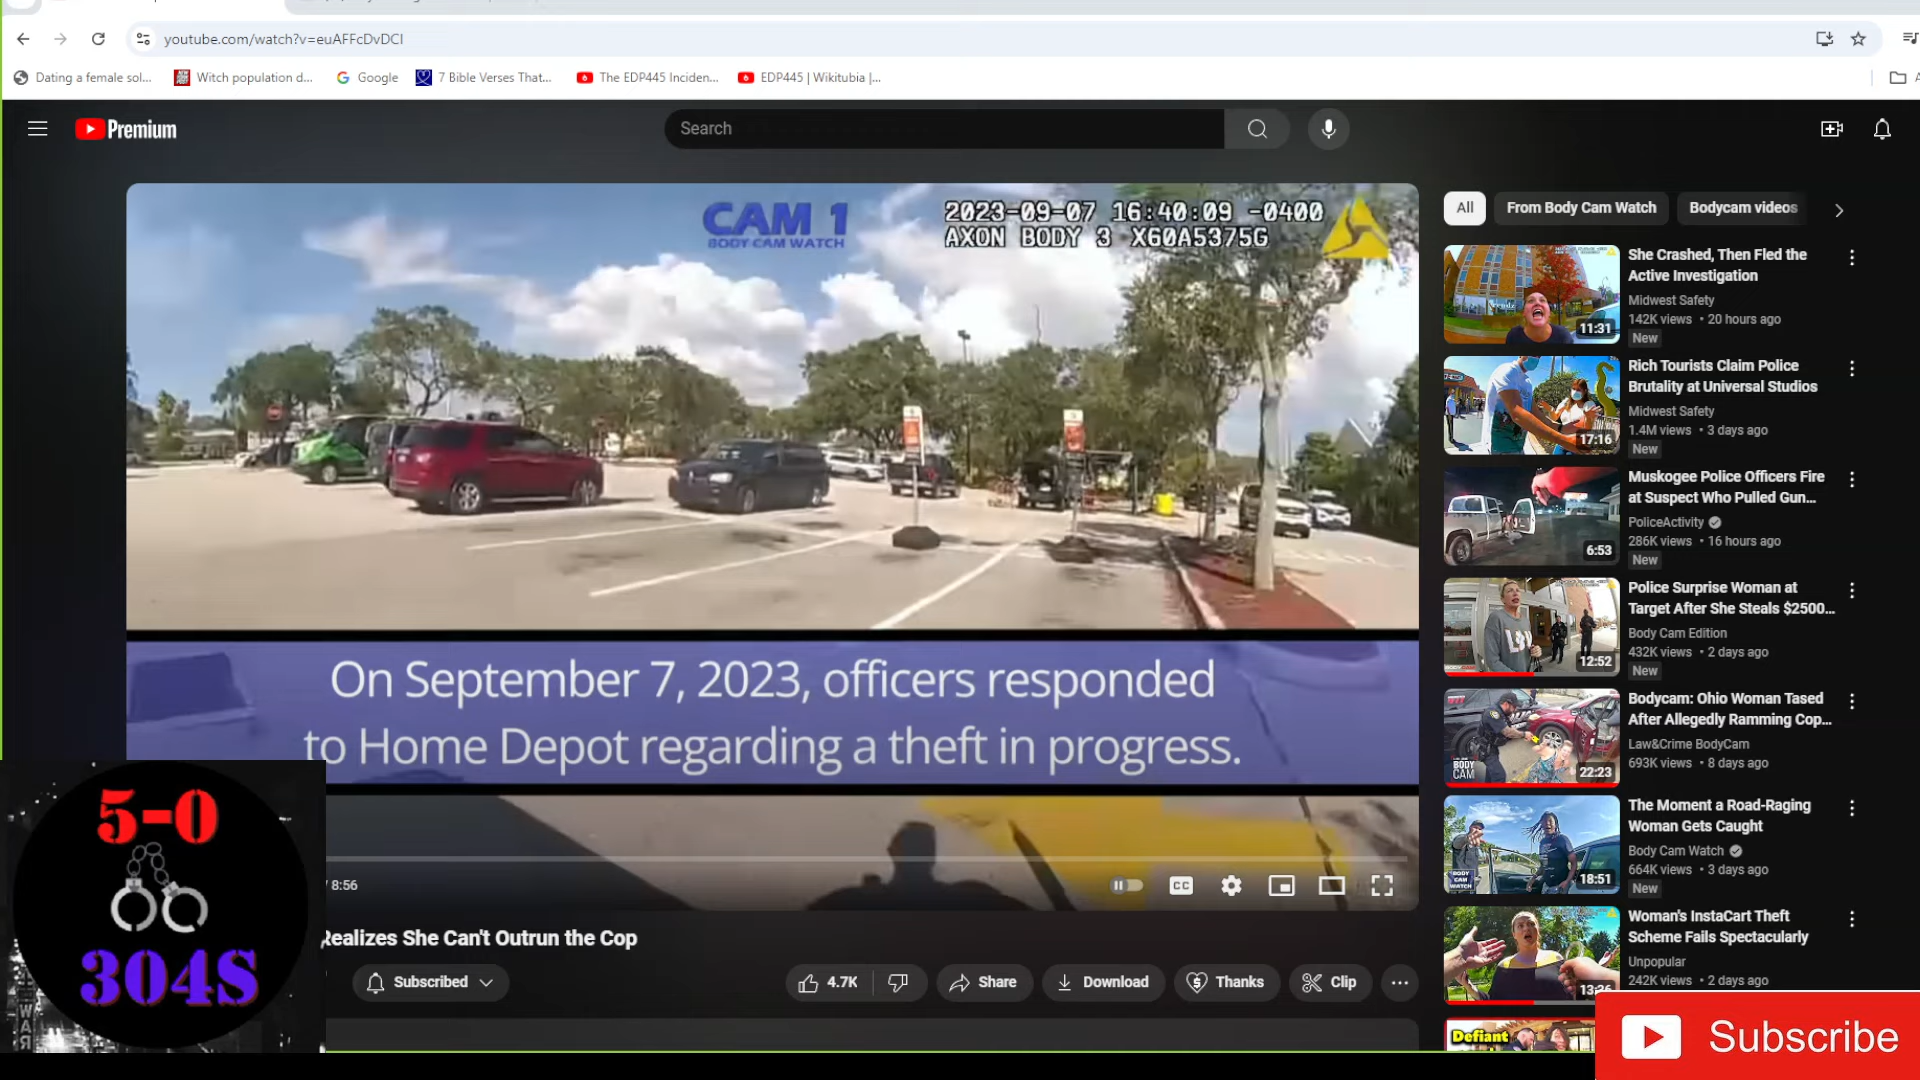 youtube.com/watch?v=euAFFcDvDCI
Dating a female sol...
Witch population d...
Google
7 Bible Verses That...
The EDP445 Inciden...
EDP445 | Wikitubia |...
Premium
Search
CAM 1
BODY CAM WATCH
2023-09-07 16:40:09 -0400
AXON BODY 3 X60A5375G
On September 7, 2023, officers responded
to Home Depot regarding a theft in progress.
/ 8:56
CC
Realizes She Can't Outrun the Cop
Subscribed
4.7K
Share
Download
Thanks
Clip
5-0
304S
WAR
All
From Body Cam Watch
Bodycam videos
She Crashed, Then Fled the
Active Investigation
Midwest Safety
142K views • 20 hours ago
New
11:31
Rich Tourists Claim Police
Brutality at Universal Studios
Midwest Safety
1.4M views • 3 days ago
New
17:16
Muskogee Police Officers Fire
at Suspect Who Pulled Gun...
PoliceActivity
286K views • 16 hours ago
New
6:53
Police Surprise Woman at
Target After She Steals $2500...
Body Cam Edition
432K views • 2 days ago
New
12:52
Bodycam: Ohio Woman Tased
After Allegedly Ramming Cop...
Law&Crime BodyCam
693K views • 8 days ago
BODY
CAM
22:23
The Moment a Road-Raging
Woman Gets Caught
Body Cam Watch
664K views • 3 days ago
New
BODY
CAM
WATCH
18:51
Woman's InstaCart Theft
Scheme Fails Spectacularly
Unpopular
242K views • 2 days ago
13:26
Defiant
Subscribe